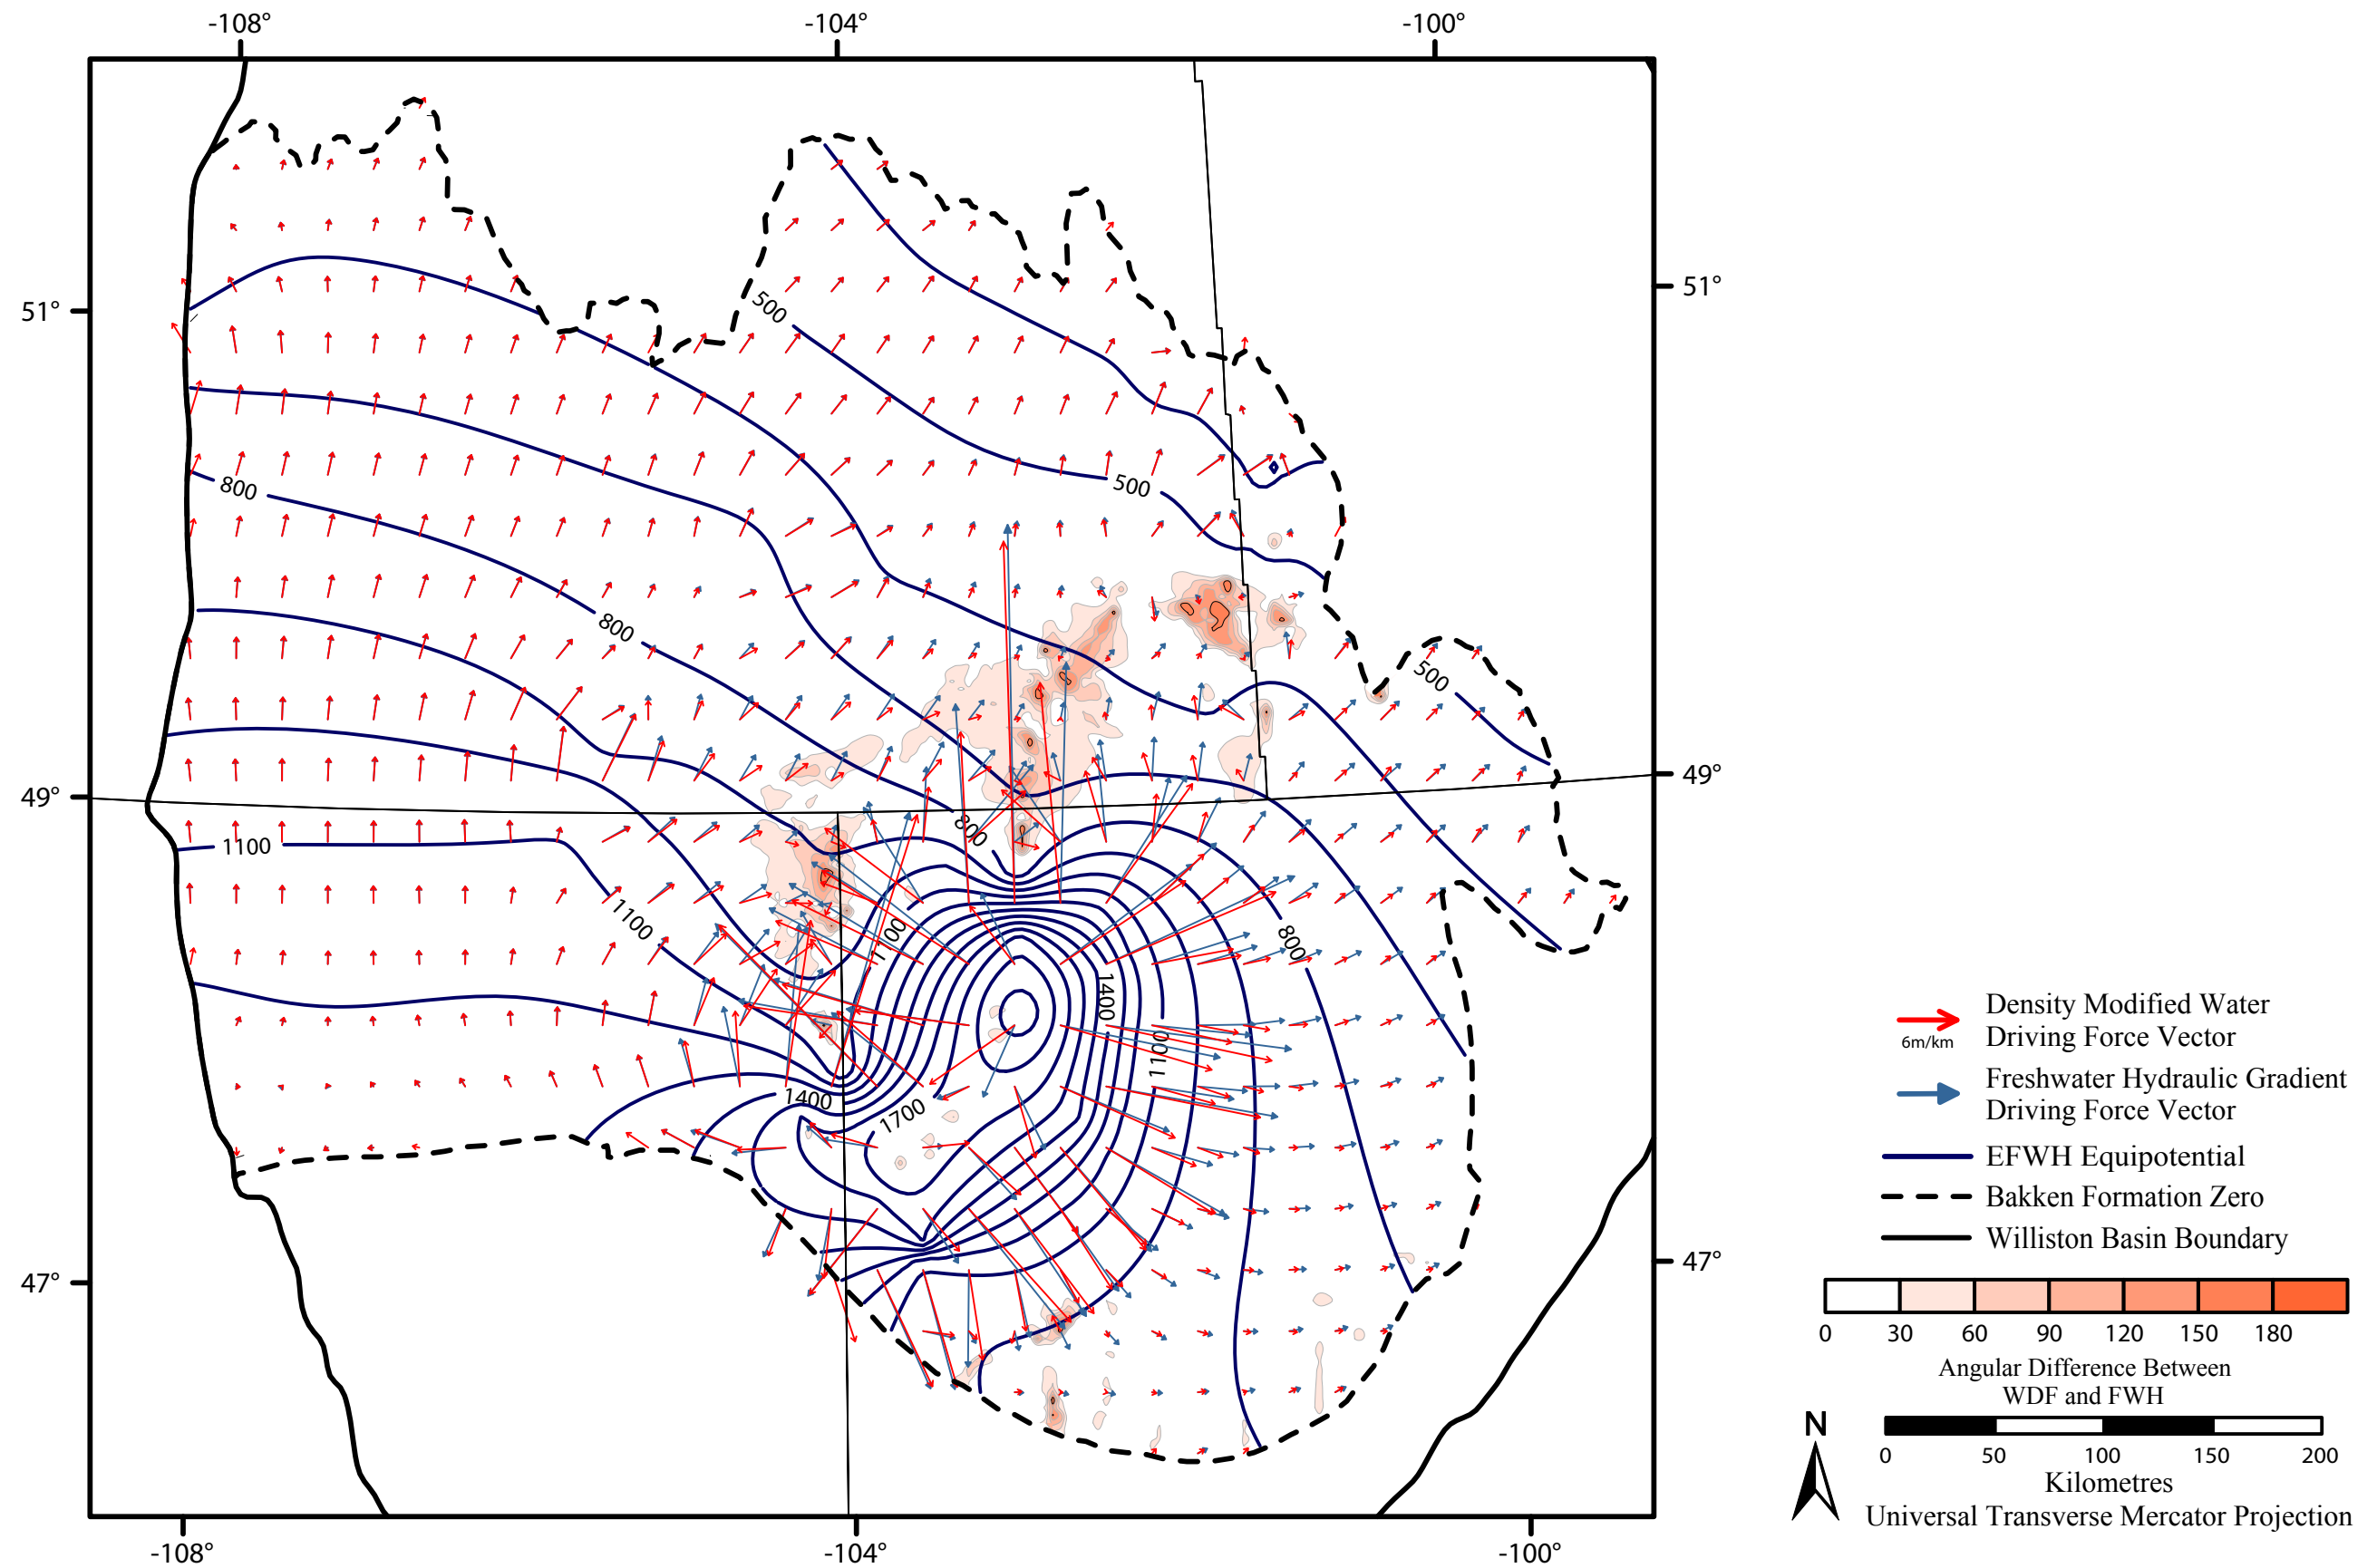 -108°
-104°
-100°
51°
51°
500
500
800
800
500
49°
49°
800
1100
1100
1100
800
1400
1100
1400
1700
47°
47°
-108°
-104°
-100°
6m/km
Density Modified Water
Driving Force Vector
Freshwater Hydraulic Gradient
Driving Force Vector
EFWH Equipotential
Bakken Formation Zero
Williston Basin Boundary
0 30 60 90 120 150 180
Angular Difference Between
WDF and FWH
N
0 50 100 150 200
Kilometres
Universal Transverse Mercator Projection